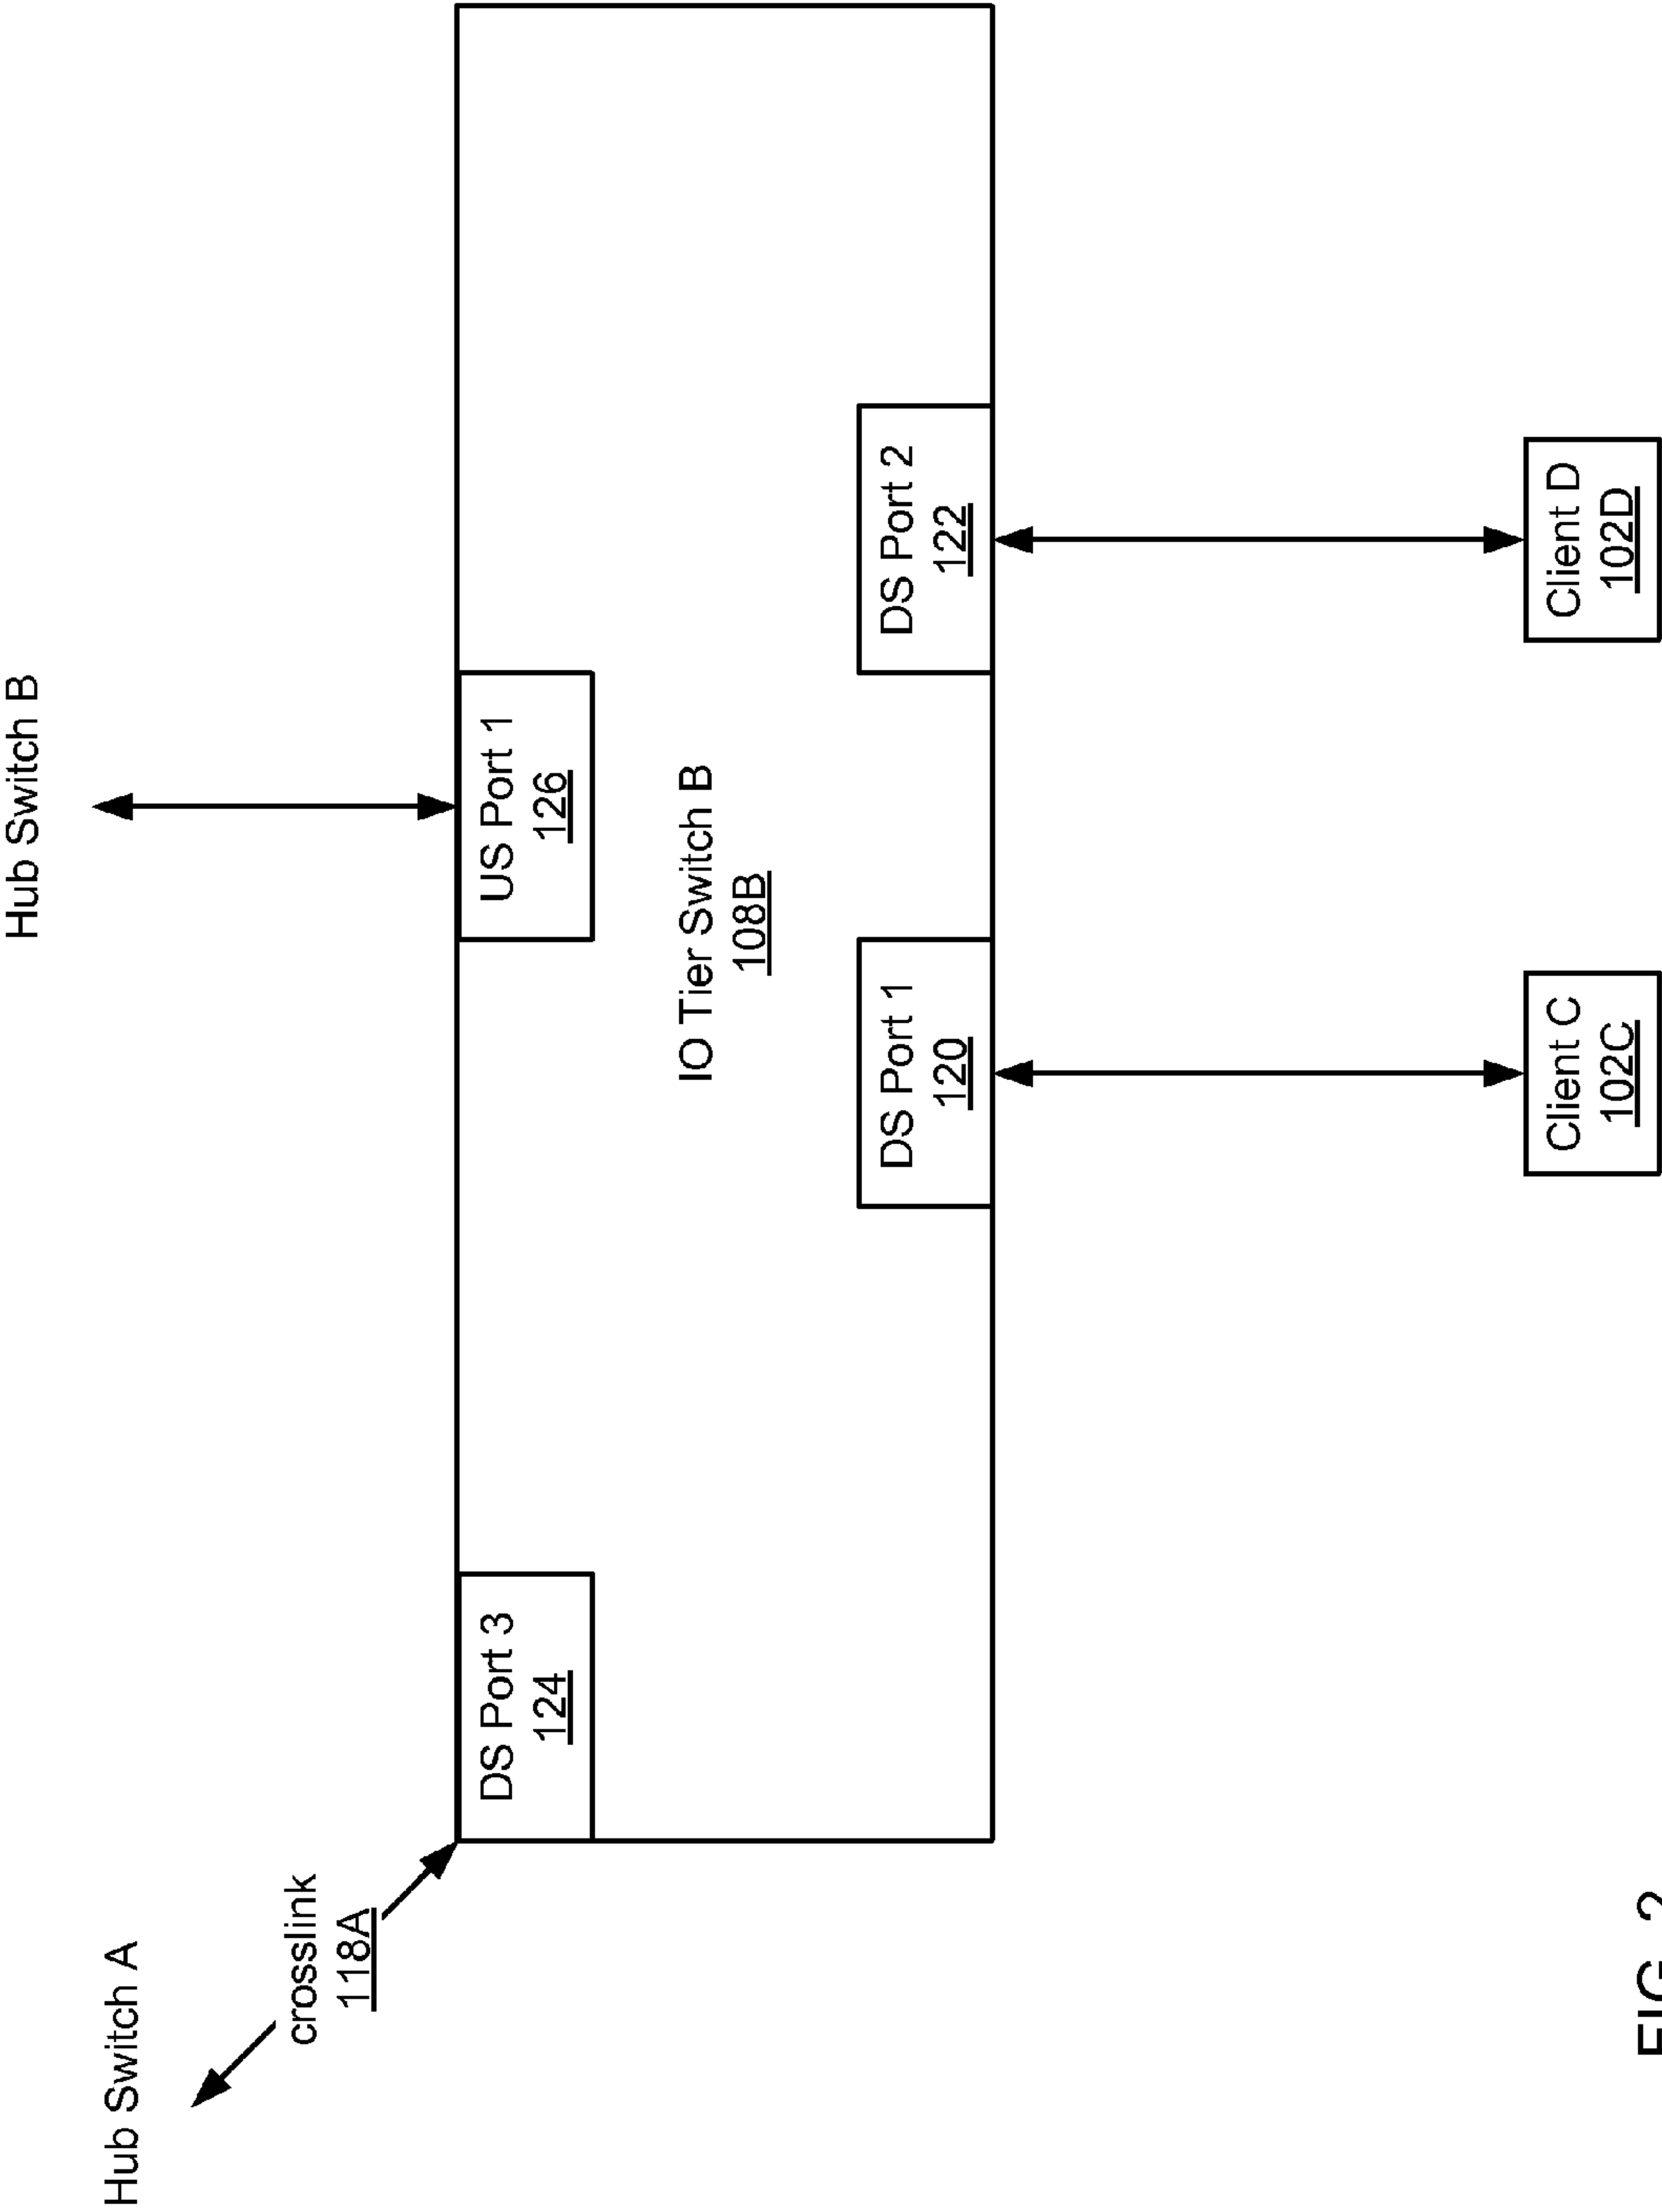 Hub Switch A
Hub Switch B
crosslink
118A
DS Port 3
124
US Port 1
126
IO Tier Switch B
108B
DS Port 1
120
DS Port 2
122
Client C
102C
Client D
102D
FIG. 2